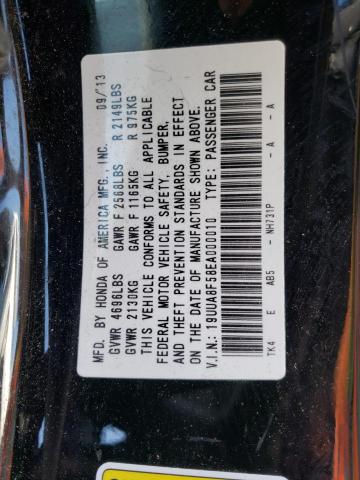 MFD. BY HONDA OF AMERICA MFG., INC. 09/13
GVWR 4696LBS GAWR F 2568LBS R 2149LBS
GVWR 2130KG GAWR F 1165KG R 975KG
THIS VEHICLE CONFORMS TO ALL APPLICABLE
FEDERAL MOTOR VEHICLE SAFETY, BUMPER,
AND THEFT PREVENTION STANDARDS IN EFFECT
ON THE DATE OF MANUFACTURE SHOWN ABOVE.
V.I.N.: 19UUA8F58EA000010 TYPE: PASSENGER CAR
TK4 E AB5 - NH731P - A - A